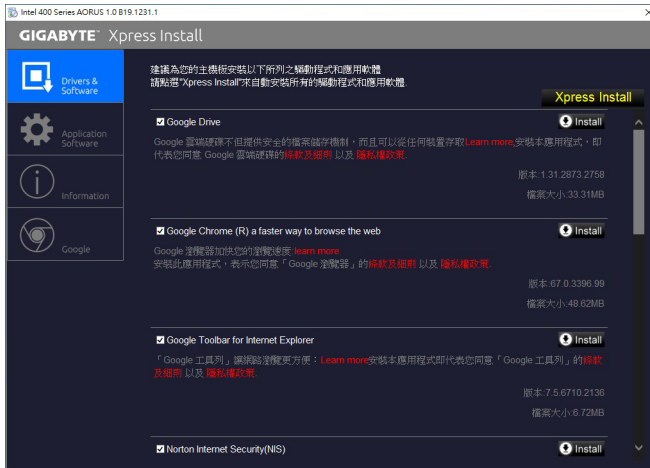 Intel 400 Series AORUS 1.0 B19.1231.1
GIGABYTE™ Xpress Install
Drivers &
Software
Application
Software
Information
Google
建議為您的主機板安裝以下所列之驅動程式和應用軟體
請點選"Xpress Install"來自動安裝所有的驅動程式和應用軟體.
Xpress Install
Google Drive
Install
Google 雲端硬碟不但提供安全的檔案儲存機制，而且可以從任何裝置存取Learn more,安裝本應用程式，即
代表您同意 Google 雲端硬碟的條款及細則 以及 隱私權政策.
版本:1.31.2873.2758
檔案大小:33.31MB
Google Chrome (R) a faster way to browse the web
Install
Google 瀏覽器加快您的瀏覽速度:learn more
安裝此應用程式，表示您同意「Google 瀏覽器」的條款及細則 以及 隱私權政策.
版本:67.0.3396.99
檔案大小:48.62MB
Google Toolbar for Internet Explorer
Install
「Google 工具列」讓網路瀏覽更方便：Learn more安裝本應用程式即代表您同意「Google 工具列」的條款
及細則 以及 隱私權政策.
版本:7.5.6710.2136
檔案大小:6.72MB
Norton Internet Security(NIS)
Install